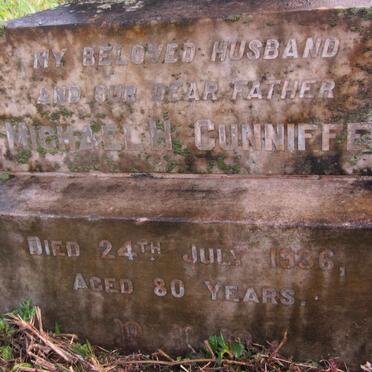 MY BELOVED HUSBAND
AND OUR DEAR FATHER
MICHAEL H. CUNNIFFE
DIED 24TH JULY 1936,
AGED 80 YEARS.